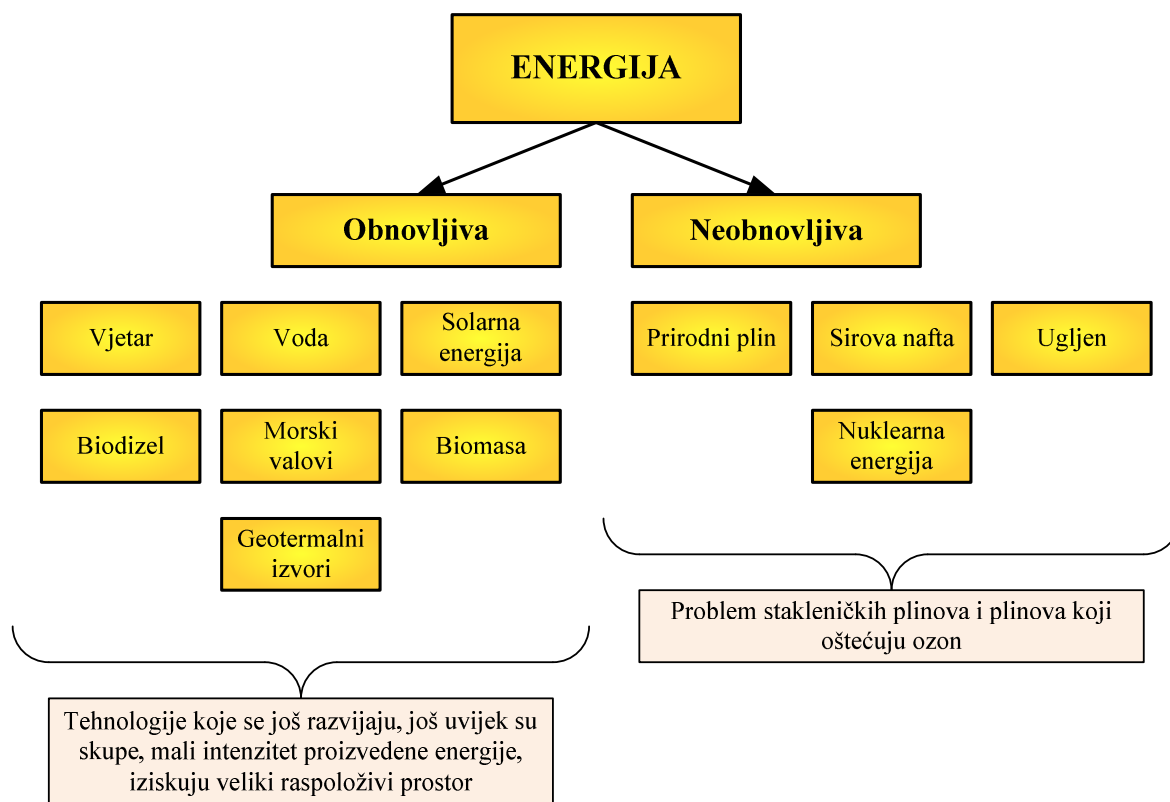 ENERGIJA
Obnovljiva
Neobnovljiva
Vjetar
Voda
Solarna
energija
Prirodni plin
Sirova nafta
Ugljen
Biodizel
Morski
valovi
Biomasa
Nuklearna
energija
Geotermalni
izvori
Problem stakleničkih plinova i plinova koji
oštećuju ozon
Tehnologije koje se još razvijaju, još uvijek su
skupe, mali intenzitet proizvedene energije,
iziskuju veliki raspoloživi prostor